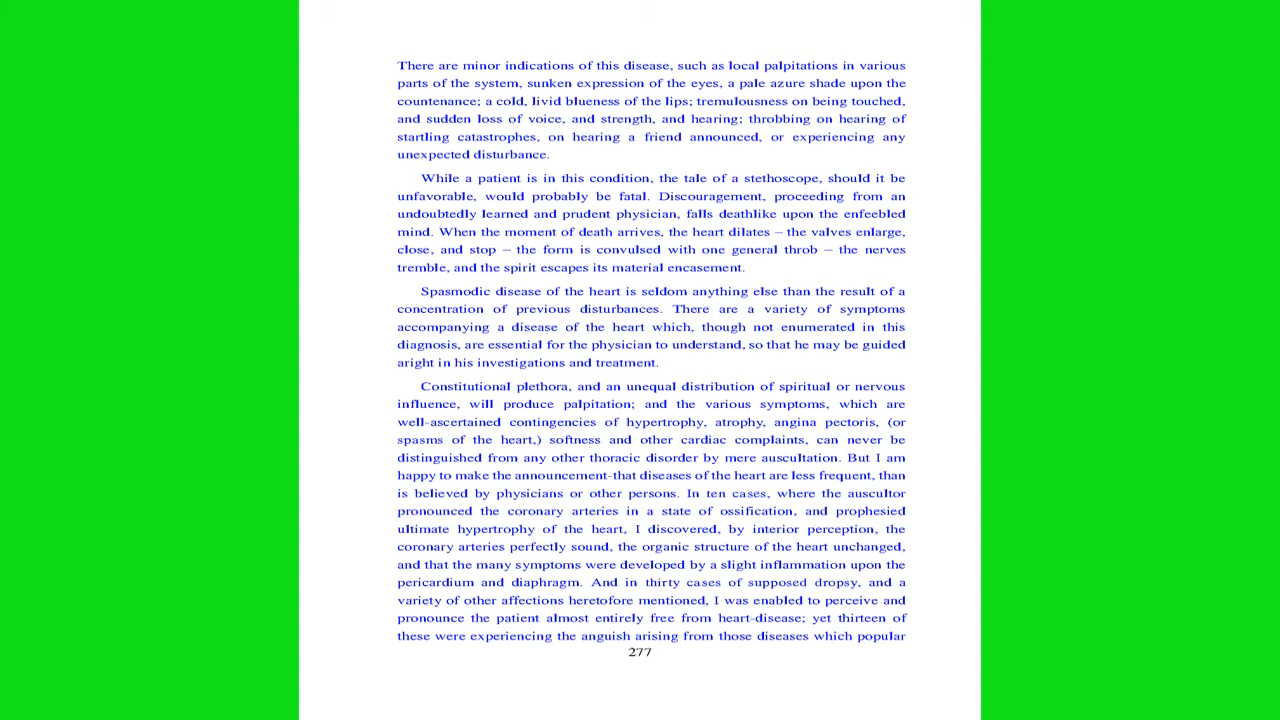 There are minor indications of this disease, such as local palpitations in various
parts of the system, sunken expression of the eyes, a pale azure shade upon the
countenance; a cold, livid blueness of the lips; tremulousness on being touched,
and sudden loss of voice, and strength, and hearing; throbbing on hearing of
startling catastrophes, on hearing a friend announced, or experiencing any
unexpected disturbance.
While a patient is in this condition, the tale of a stethoscope, should it be
unfavorable, would probably be fatal. Discouragement, proceeding from an
undoubtedly learned and prudent physician, falls deathlike upon the enfeebled
mind. When the moment of death arrives, the heart dilates – the valves enlarge,
close, and stop – the form is convulsed with one general throb – the nerves
tremble, and the spirit escapes its material encasement.
Spasmodic disease of the heart is seldom anything else than the result of a
concentration of previous disturbances. There are a variety of symptoms
accompanying a disease of the heart which, though not enumerated in this
diagnosis, are essential for the physician to understand, so that he may be guided
aright in his investigations and treatment.
Constitutional plethora, and an unequal distribution of spiritual or nervous
influence, will produce palpitation; and the various symptoms, which are
well-ascertained contingencies of hypertrophy, atrophy, angina pectoris, (or
spasms of the heart,) softness and other cardiac complaints, can never be
distinguished from any other thoracic disorder by mere auscultation. But I am
happy to make the announcement-that diseases of the heart are less frequent, than
is believed by physicians or other persons. In ten cases, where the auscultor
pronounced the coronary arteries in a state of ossification, and prophesied
ultimate hypertrophy of the heart, I discovered, by interior perception, the
coronary arteries perfectly sound, the organic structure of the heart unchanged,
and that the many symptoms were developed by a slight inflammation upon the
pericardium and diaphragm. And in thirty cases of supposed dropsy, and a
variety of other affections heretofore mentioned, I was enabled to perceive and
pronounce the patient almost entirely free from heart-disease; yet thirteen of
these were experiencing the anguish arising from those diseases which popular
277